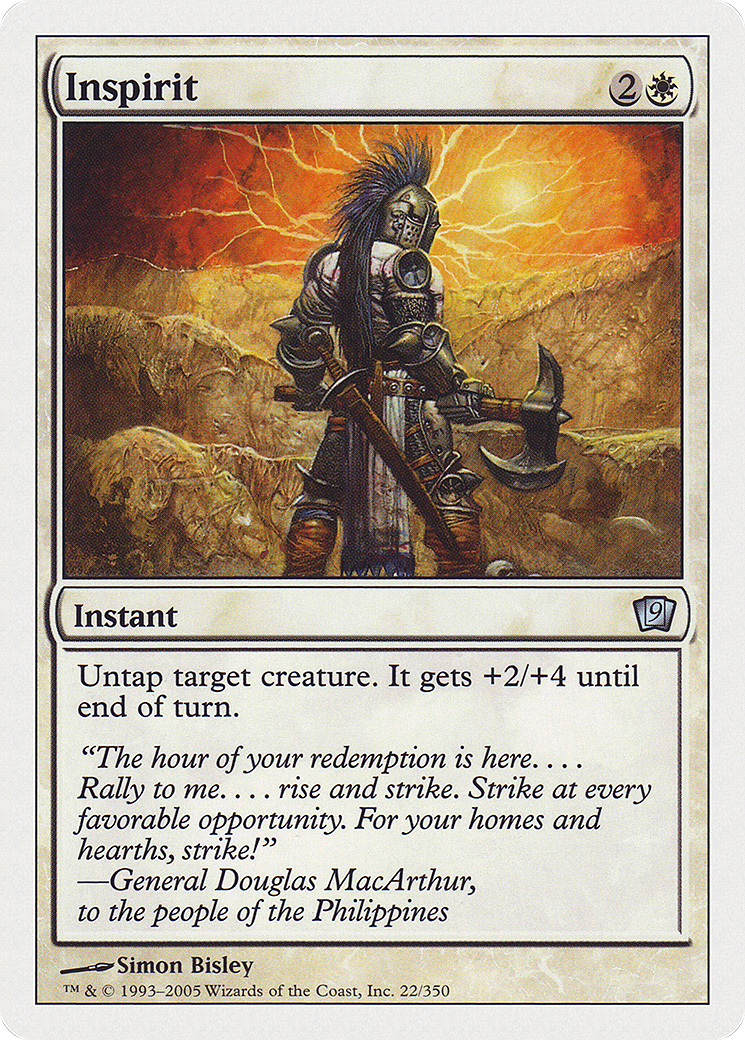 Inspirit
2
Instant
9
Untap target creature. It gets +2/+4 until
end of turn.
“The hour of your redemption is here. . . .
Rally to me. . . . rise and strike. Strike at every
favorable opportunity. For your homes and
hearths, strike!”
—General Douglas MacArthur,
to the people of the Philippines
Simon Bisley
™ & © 1993–2005 Wizards of the Coast, Inc. 22/350